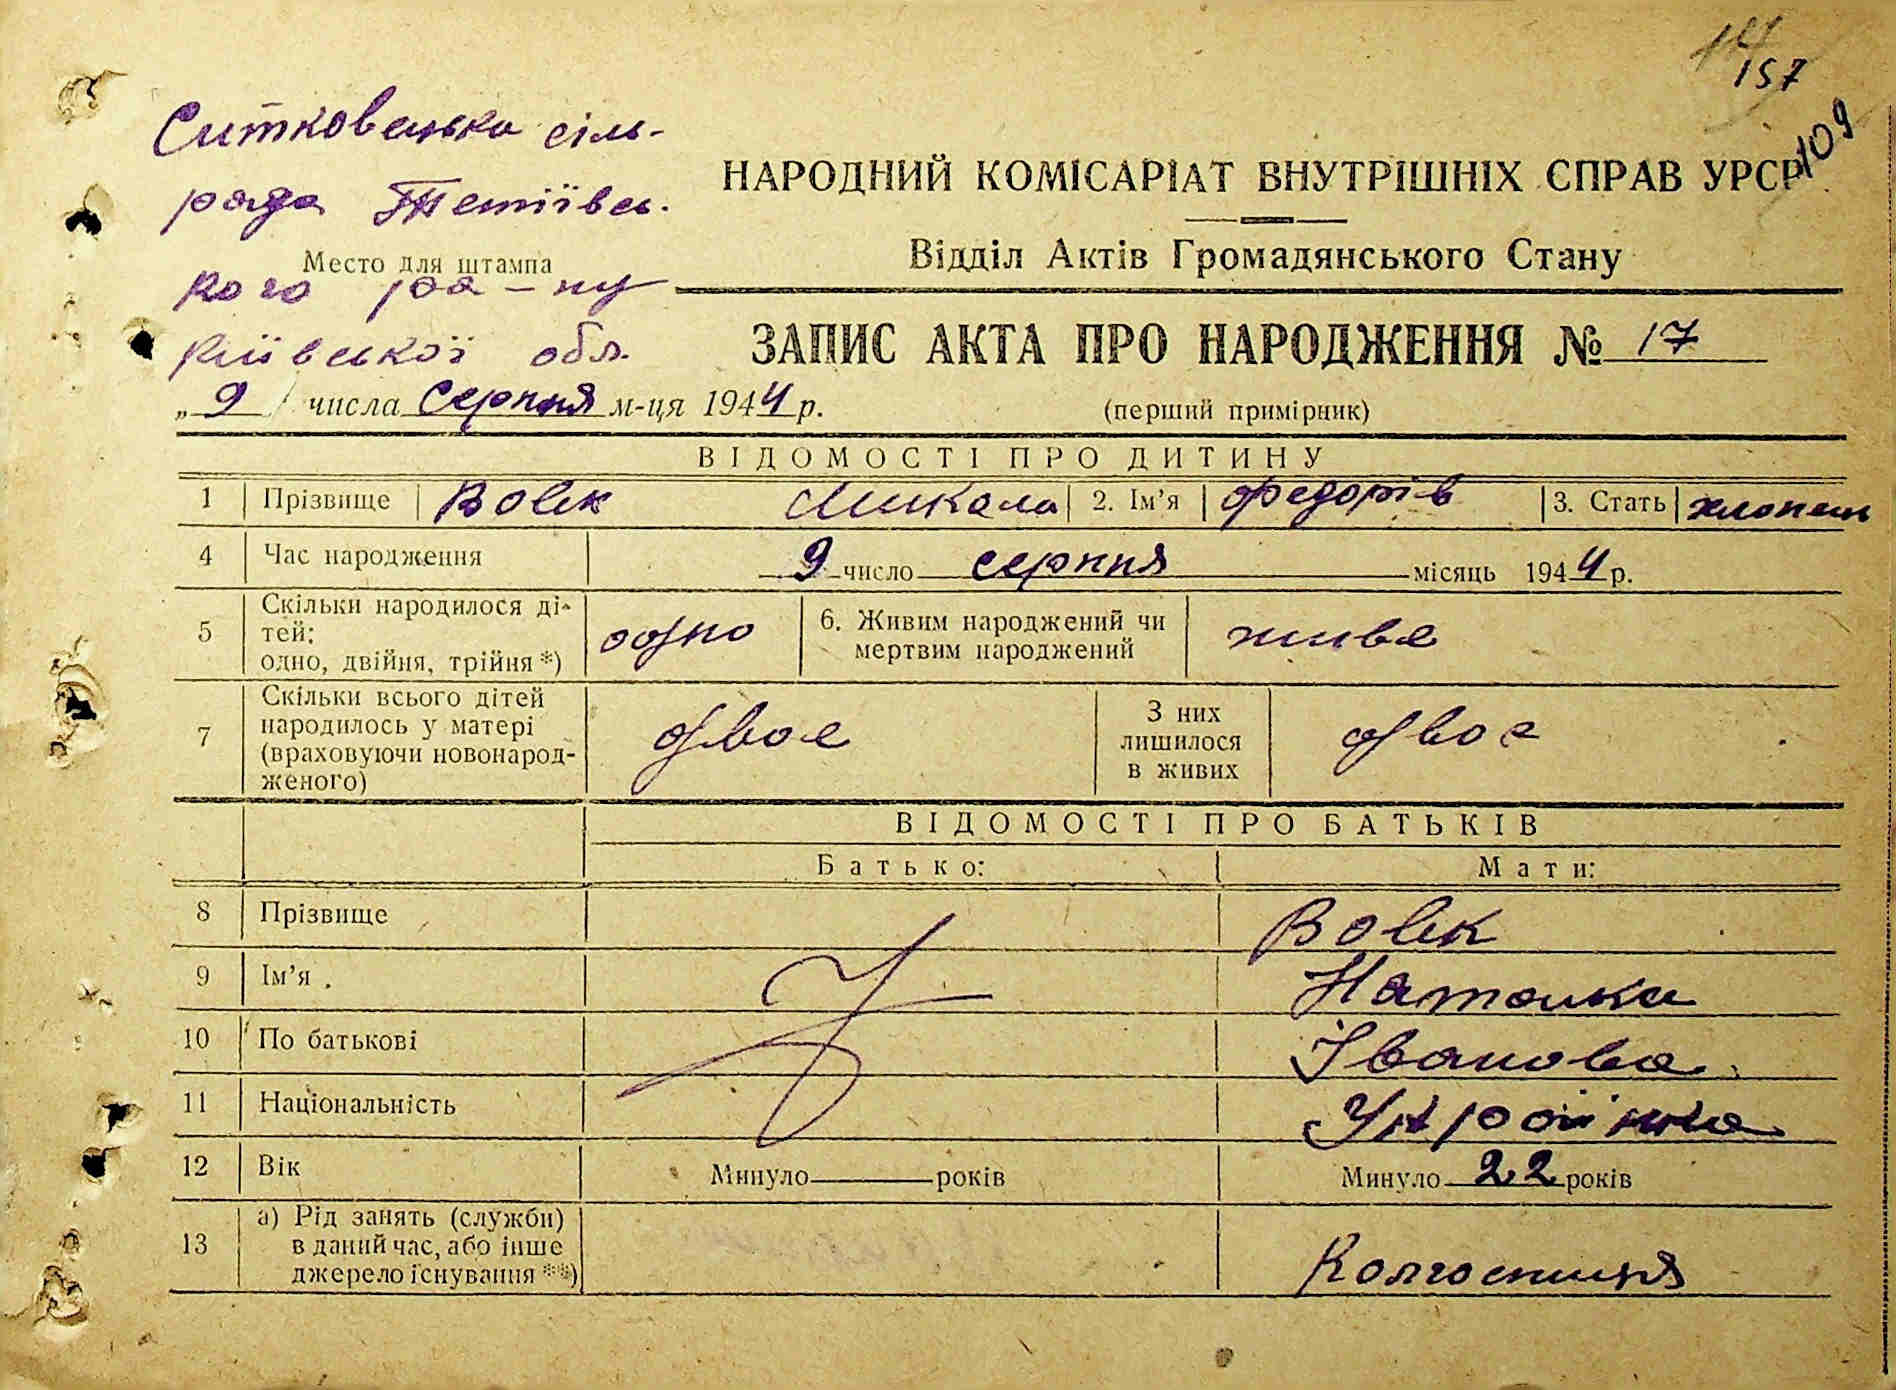 157
109
Ситковецька сіль-
рада Тетіївсь-
Место для штампа
кого ра-ну
київської обл.
НАРОДНИЙ КОМІСАРІАТ ВНУТРІШНІХ СПРАВ УРСР
Відділ Актів Громадянського Стану
ЗАПИС АКТА ПРО НАРОДЖЕННЯ № 17
„9" числа Серпня м-ця 1944 р.
(перший примірник)
ВІДОМОСТІ ПРО ДИТИНУ
1 Прізвище Вовк Микола 2. Ім'я Федорів 3. Стать хлопець
4 Час народження 9 число серпня місяць 1944 р.
5 Скільки народилося ді-
тей:
одно, двійня, трійня *) одно
6. Живим народжений чи
мертвим народжений живе
7 Скільки всього дітей
народилось у матері
(враховуючи новонарод-
женого) двоє
З них
лишилося
в живих двоє
ВІДОМОСТІ ПРО БАТЬКІВ
Батько: Мати:
8 Прізвище Вовк
9 Ім'я . Наталка
10 По батькові Іванова
11 Національність Українка
12 Вік Минуло років Минуло 22 років
13 а) Рід занять (служби)
в даний час, або інше
джерело існування **) Колгоспниця